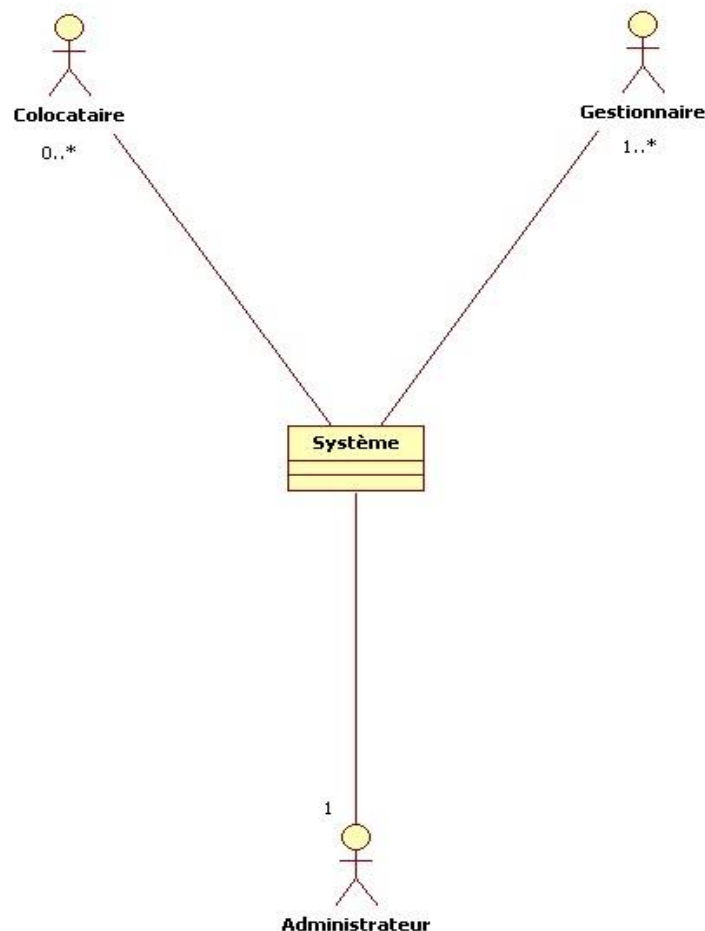 Colocataire
0..*
Gestionnaire
1..*
Système
1
Administrateur